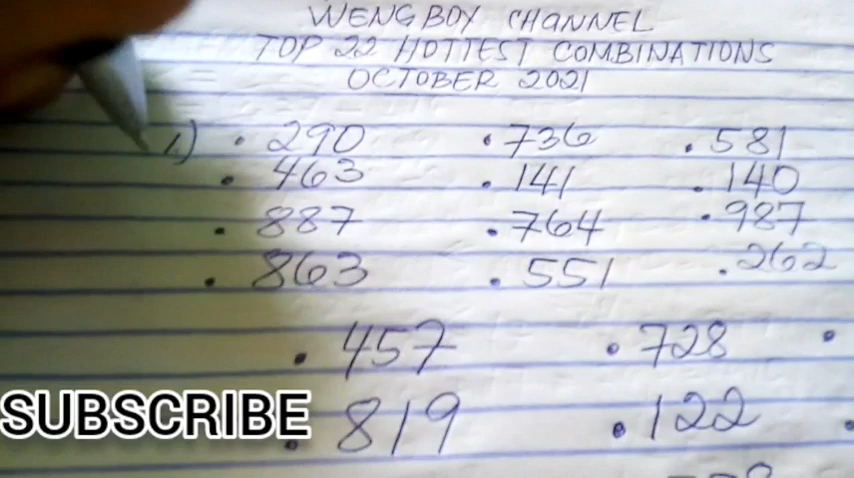 WENGBOY CHANNEL
TOP 22 HOTTEST COMBINATIONS
OCTOBER 2021
1.) . 290 . 736 . 581
. 463 . 141 . 140
. 887 . 764 . 987
. 863 . 551 . 262
. 457 . 728 .
. 819 . 122 .
SUBSCRIBE